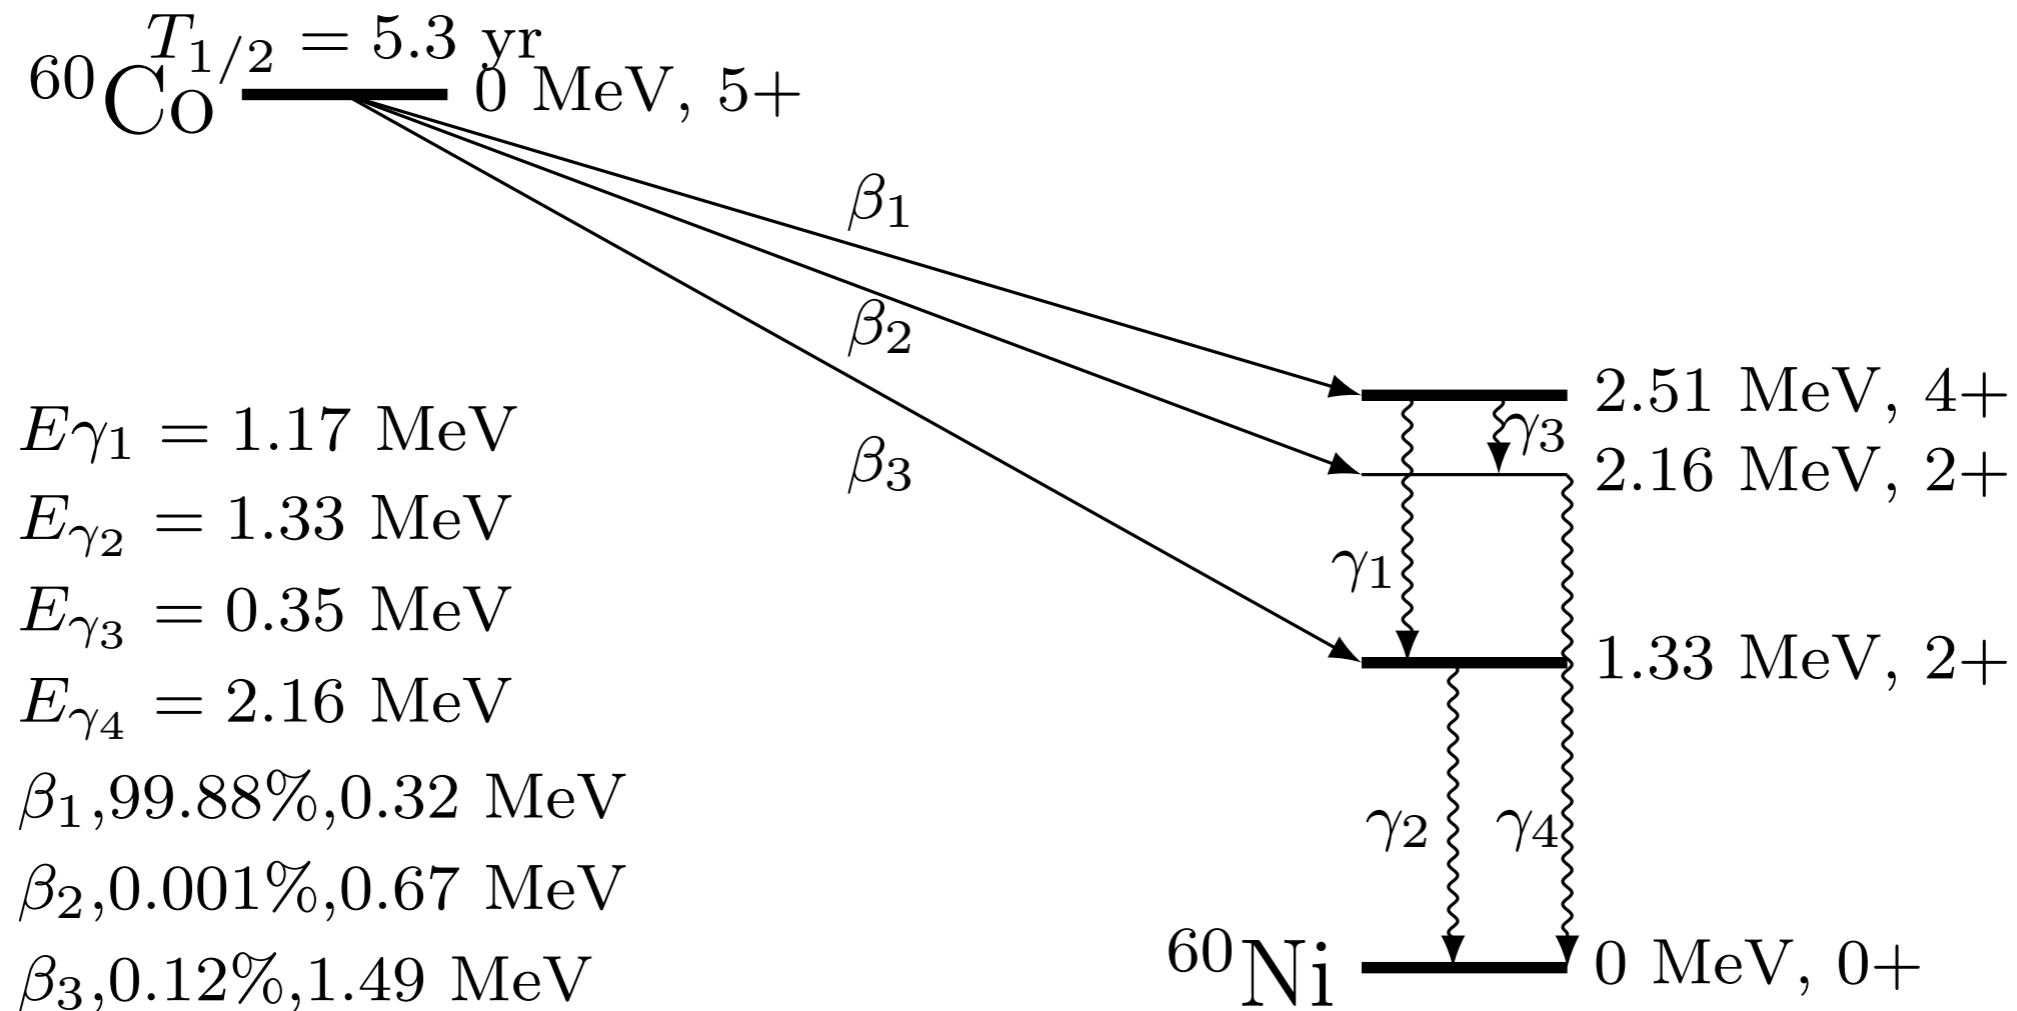 T₁/₂ = 5.3 yr
⁶⁰Co 0 MeV, 5+
β₁
β₂
β₃
2.51 MeV, 4+
γ₃
2.16 MeV, 2+
γ₁
1.33 MeV, 2+
γ₂ γ₄
⁶⁰Ni 0 MeV, 0+
Eγ₁ = 1.17 MeV
E_γ₂ = 1.33 MeV
E_γ₃ = 0.35 MeV
E_γ₄ = 2.16 MeV
β₁,99.88%,0.32 MeV
β₂,0.001%,0.67 MeV
β₃,0.12%,1.49 MeV